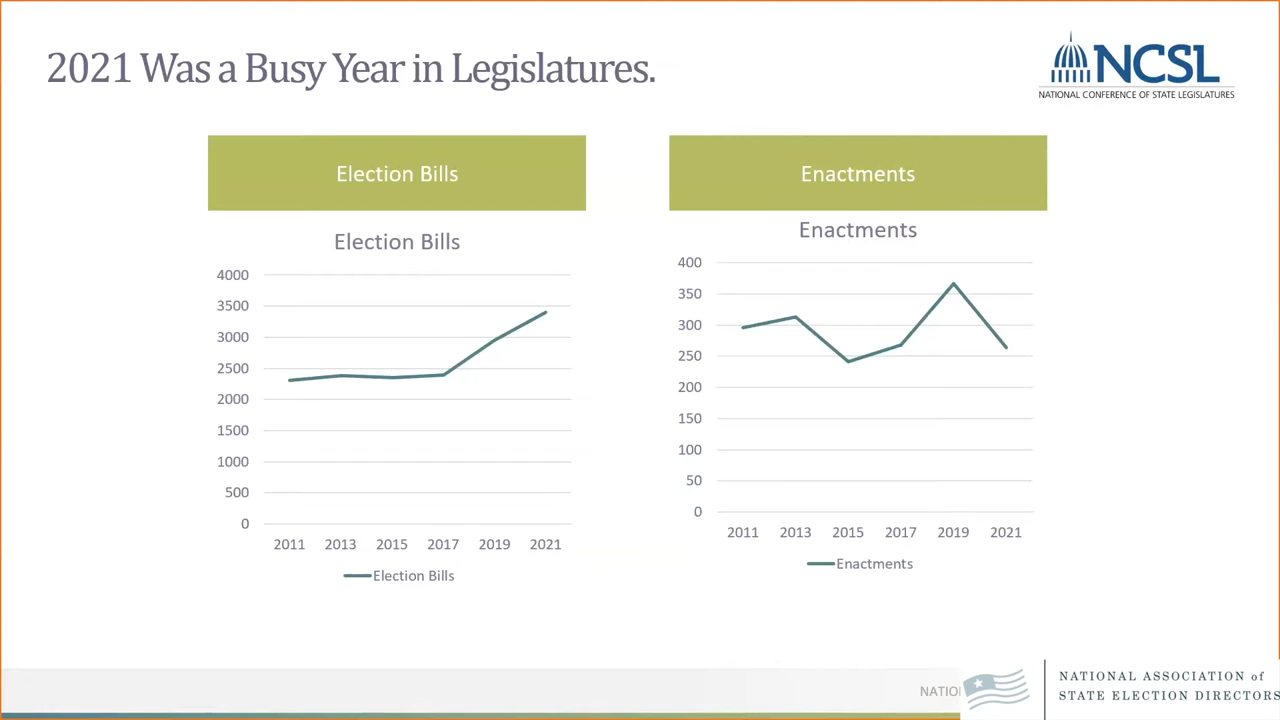 2021 Was a Busy Year in Legislatures.
NCSL
NATIONAL CONFERENCE OF STATE LEGISLATURES
Election Bills
Election Bills
4000
3500
3000
2500
2000
1500
1000
500
0
2011 2013 2015 2017 2019 2021
Election Bills
Enactments
Enactments
400
350
300
250
200
150
100
50
0
2011 2013 2015 2017 2019 2021
Enactments
NATIO
NATIONAL ASSOCIATION of
STATE ELECTION DIRECTORS